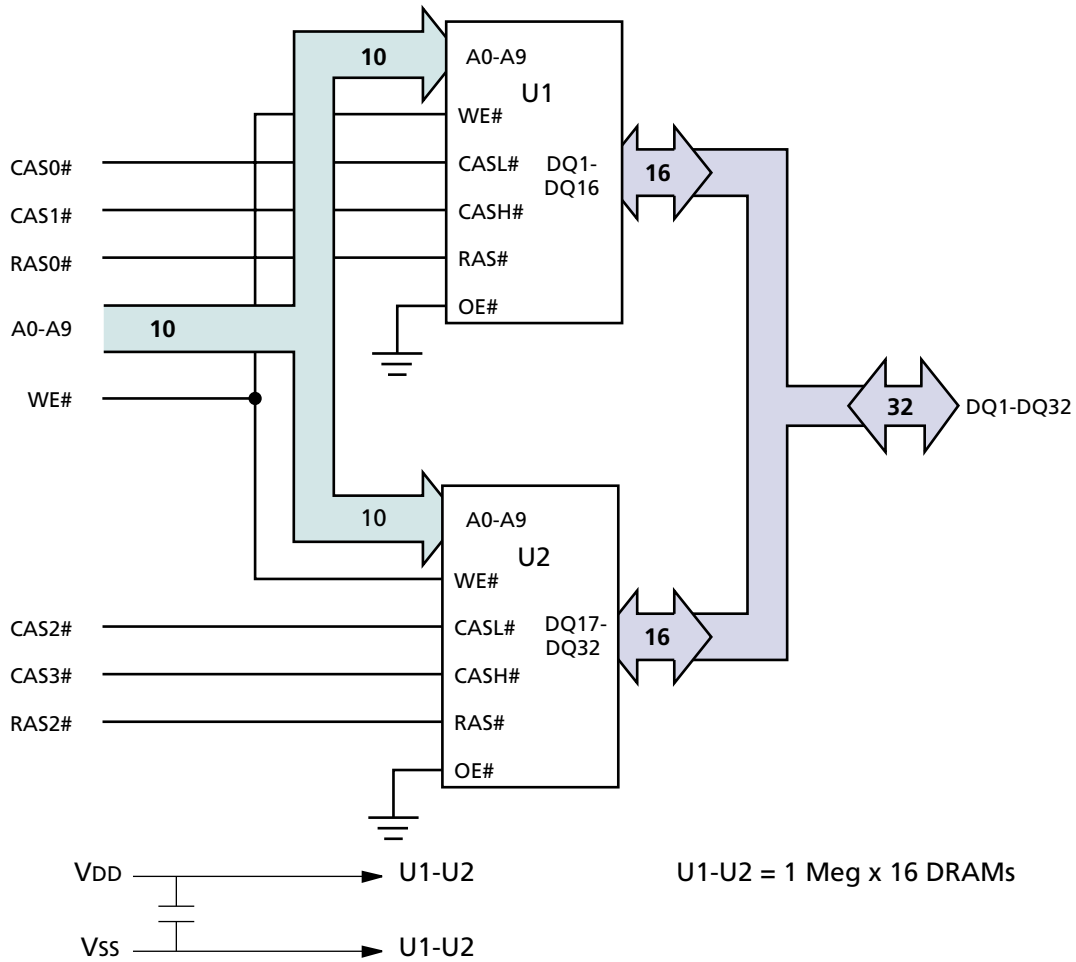 10
A0-A9
U1
WE#
CAS0#
CASL#
DQ1-
DQ16
16
CAS1#
CASH#
RAS0#
RAS#
OE#
A0-A9
10
WE#
32
DQ1-DQ32
10
A0-A9
U2
WE#
CAS2#
CASL#
DQ17-
DQ32
16
CAS3#
CASH#
RAS2#
RAS#
OE#
VDD
U1-U2
U1-U2 = 1 Meg x 16 DRAMs
VSS
U1-U2